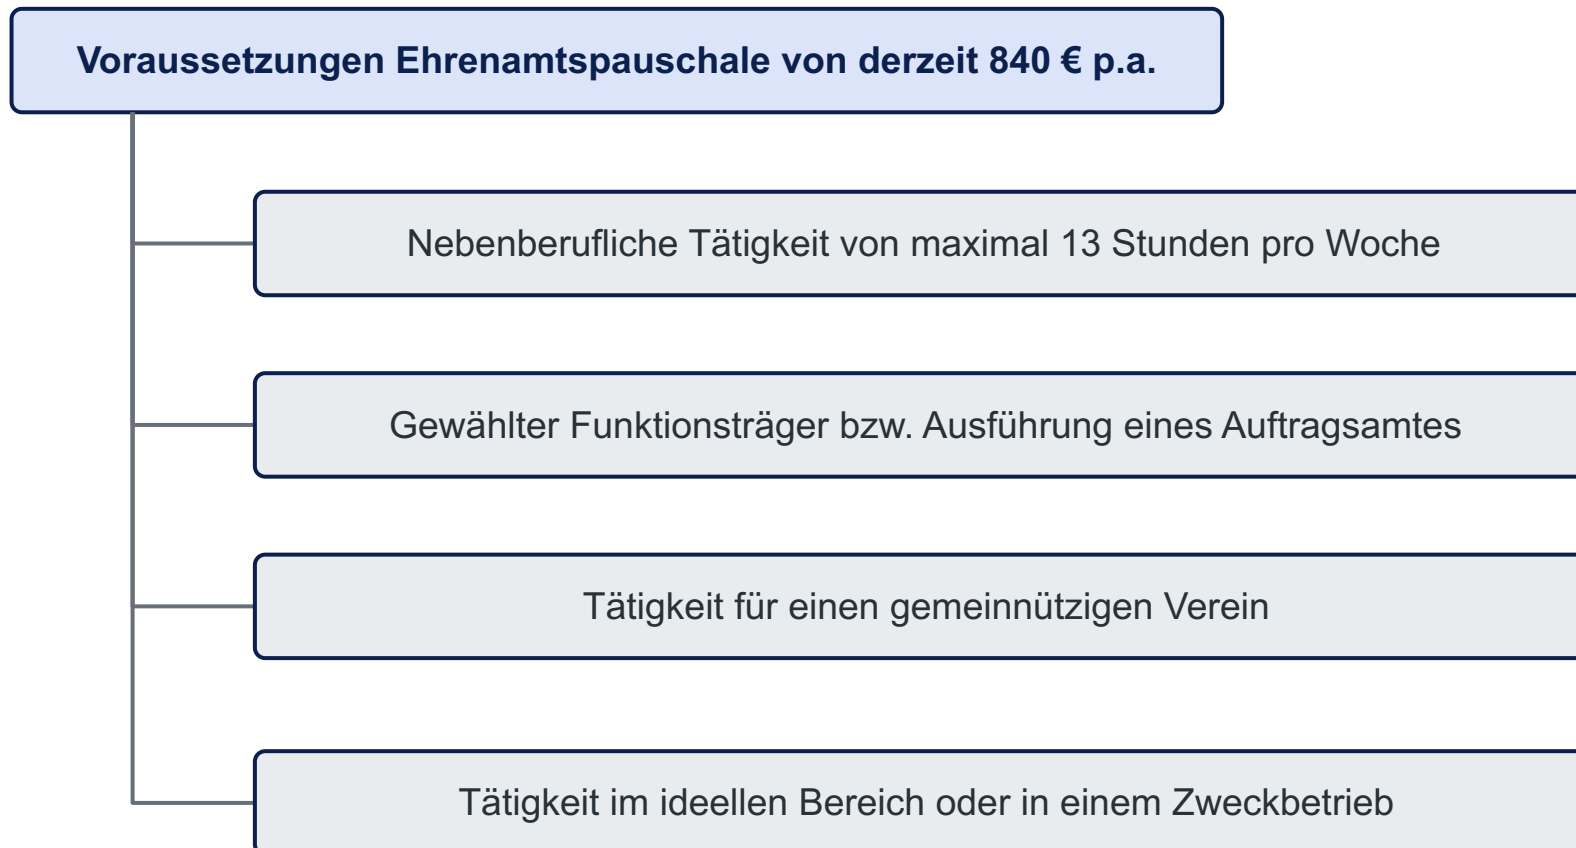 Voraussetzungen Ehrenamtspauschale von derzeit 840 € p.a.
Nebenberufliche Tätigkeit von maximal 13 Stunden pro Woche
Gewählter Funktionsträger bzw. Ausführung eines Auftragsamtes
Tätigkeit für einen gemeinnützigen Verein
Tätigkeit im ideellen Bereich oder in einem Zweckbetrieb